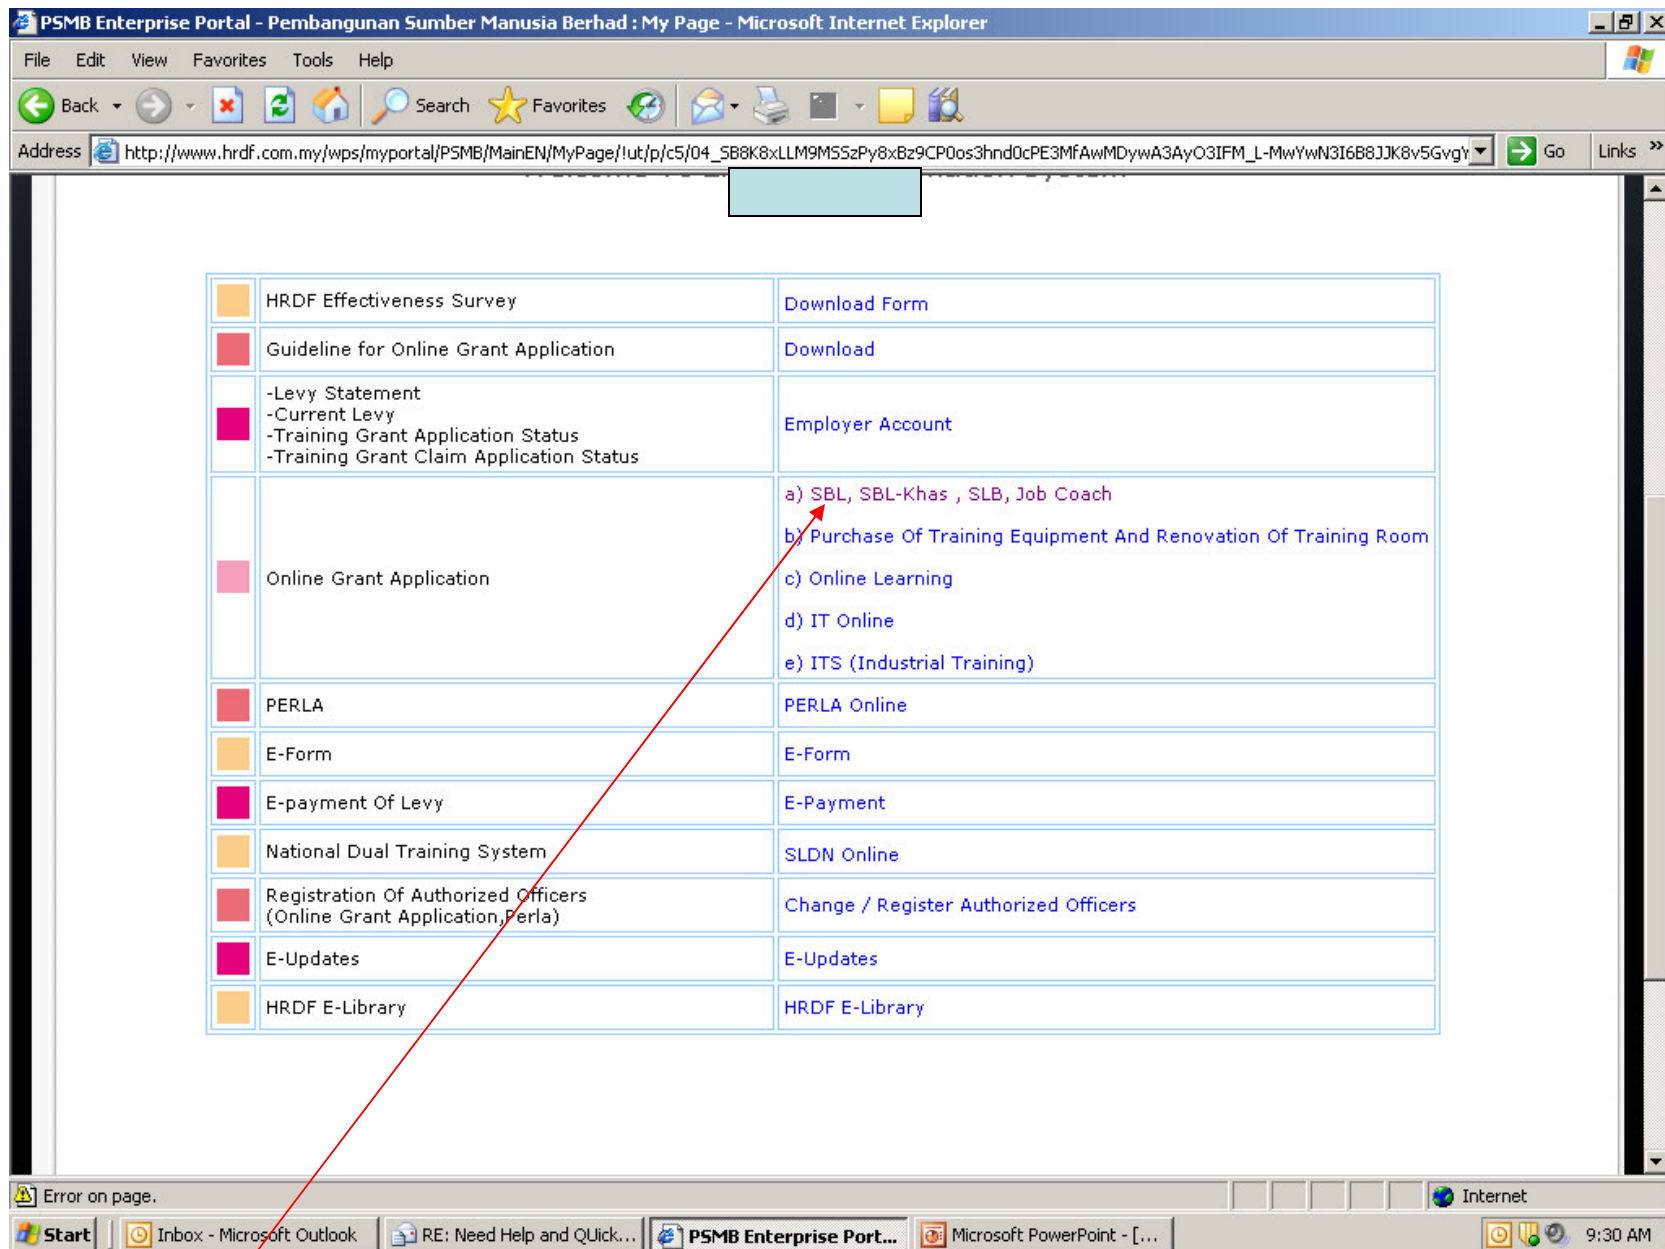 PSMB Enterprise Portal - Pembangunan Sumber Manusia Berhad : My Page - Microsoft Internet Explorer
File Edit View Favorites Tools Help
Back Search Favorites
Address http://www.hrdf.com.my/wps/myportal/PSMB/MainEN/MyPage/!ut/p/c5/04_SB8K8xLLM9MSSzPy8xBz9CP0os3hnd0cPE3MfAwMDywA3AyO3IFM_L-MwYwN3I6B8JJK8v5GvgY Go Links »
HRDF Effectiveness Survey Download Form
Guideline for Online Grant Application Download
-Levy Statement
-Current Levy
-Training Grant Application Status
-Training Grant Claim Application Status
Employer Account
Online Grant Application
a) SBL, SBL-Khas , SLB, Job Coach
b) Purchase Of Training Equipment And Renovation Of Training Room
c) Online Learning
d) IT Online
e) ITS (Industrial Training)
PERLA PERLA Online
E-Form E-Form
E-payment Of Levy E-Payment
National Dual Training System SLDN Online
Registration Of Authorized Officers
(Online Grant Application,Perla)
Change / Register Authorized Officers
E-Updates E-Updates
HRDF E-Library HRDF E-Library
Error on page. Internet
Start Inbox - Microsoft Outlook RE: Need Help and QUick... PSMB Enterprise Port... Microsoft PowerPoint - [... 9:30 AM